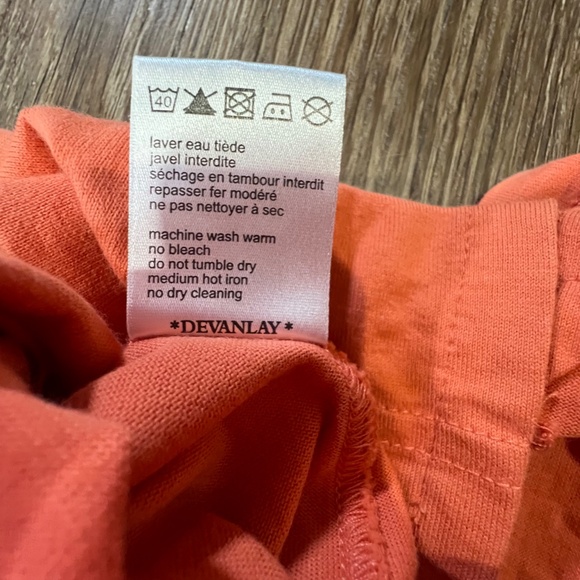 40
laver eau tiède
javel interdite
séchage en tambour interdit
repasser fer modéré
ne pas nettoyer à sec
machine wash warm
no bleach
do not tumble dry
medium hot iron
no dry cleaning
*DEVANLAY*